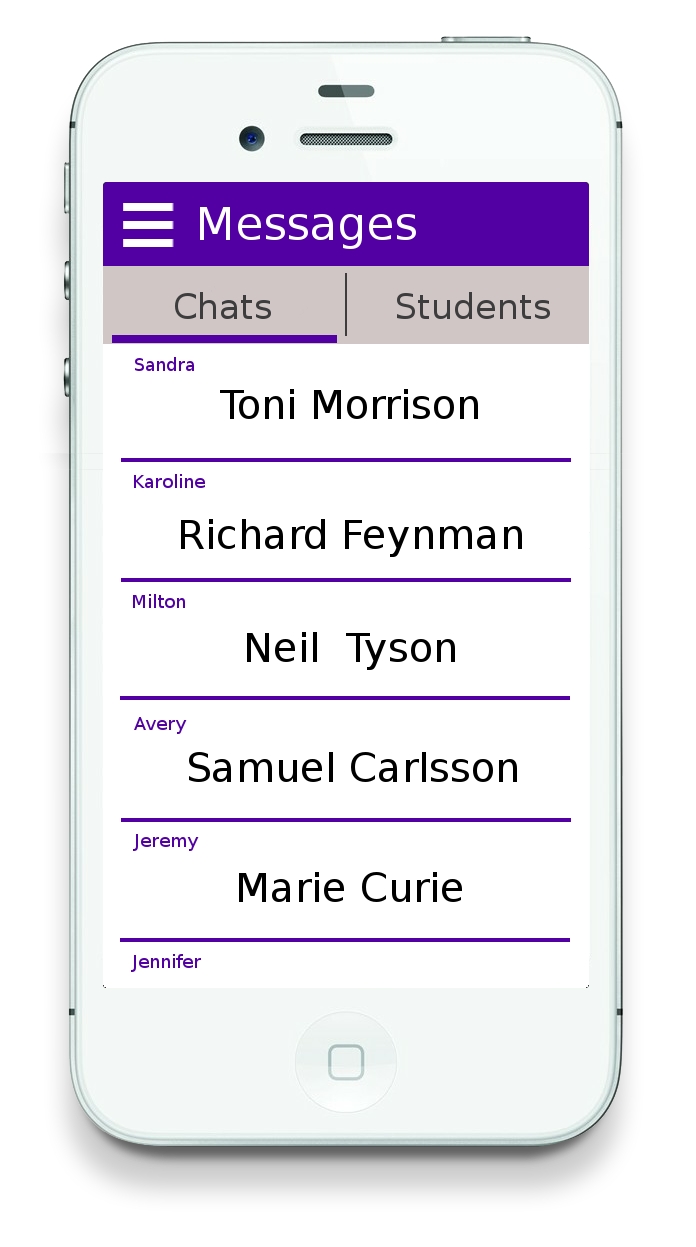 Messages
Chats Students
Sandra
Toni Morrison
Karoline
Richard Feynman
Milton
Neil  Tyson
Avery
Samuel Carlsson
Jeremy
Marie Curie
Jennifer